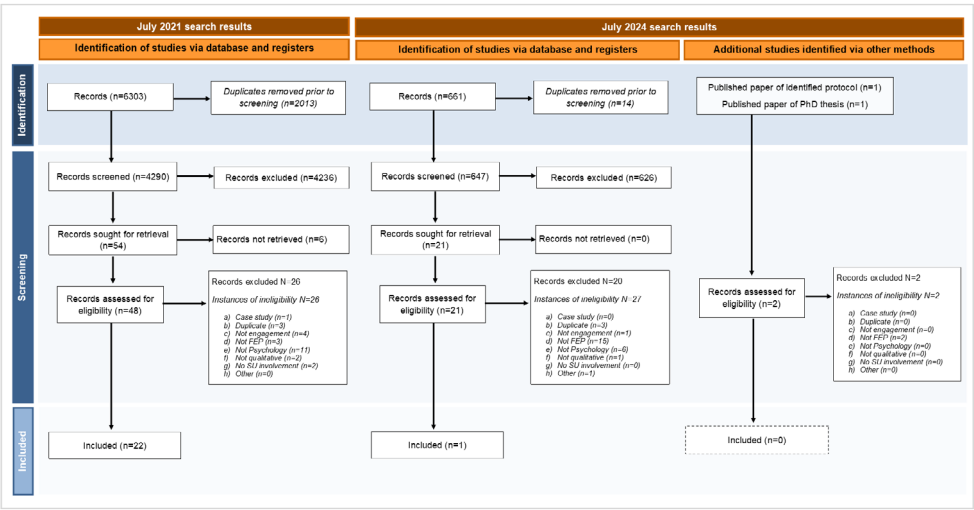 July 2021 search results
July 2024 search results
Identification of studies via database and registers
Identification of studies via database and registers
Additional studies identified via other methods
Identification
Records (n=6303)
Duplicates removed prior to
screening (n=2013)
Records (n=661)
Duplicates removed prior to
screening (n=14)
Published paper of Identified protocol (n=1)
Published paper of PhD thesis (n=1)
Screening
Records screened (n=4290)
Records excluded (n=4236)
Records screened (n=647)
Records excluded (n=626)
Records sought for retrieval
(n=54)
Records not retrieved (n=6)
Records sought for retrieval
(n=21)
Records not retrieved (n=0)
Records assessed for
eligibility (n=48)
Records excluded N=26
Instances of ineligibility N=26
a) Case study (n=1)
b) Duplicate (n=3)
c) Not engagement (n=4)
d) Not FEP (n=3)
e) Not Psychology (n=11)
f) Not qualitative (n=2)
g) No SU involvement (n=2)
h) Other (n=0)
Records assessed for
eligibility (n=21)
Records excluded N=20
Instances of ineligibility N=27
a) Case study (n=0)
b) Duplicate (n=3)
c) Not engagement (n=1)
d) Not FEP (n=15)
e) Not Psychology (n=6)
f) Not qualitative (n=1)
g) No SU involvement (n=0)
h) Other (n=1)
Records assessed for
eligibility (n=2)
Records excluded N=2
Instances of ineligibility N=2
a) Case study (n=0)
b) Duplicate (n=0)
c) Not engagement (n=0)
d) Not FEP (n=2)
e) Not Psychology (n=0)
f) Not qualitative (n=0)
g) No SU involvement (n=0)
h) Other (n=0)
Included
Included (n=22)
Included (n=1)
Included (n=0)